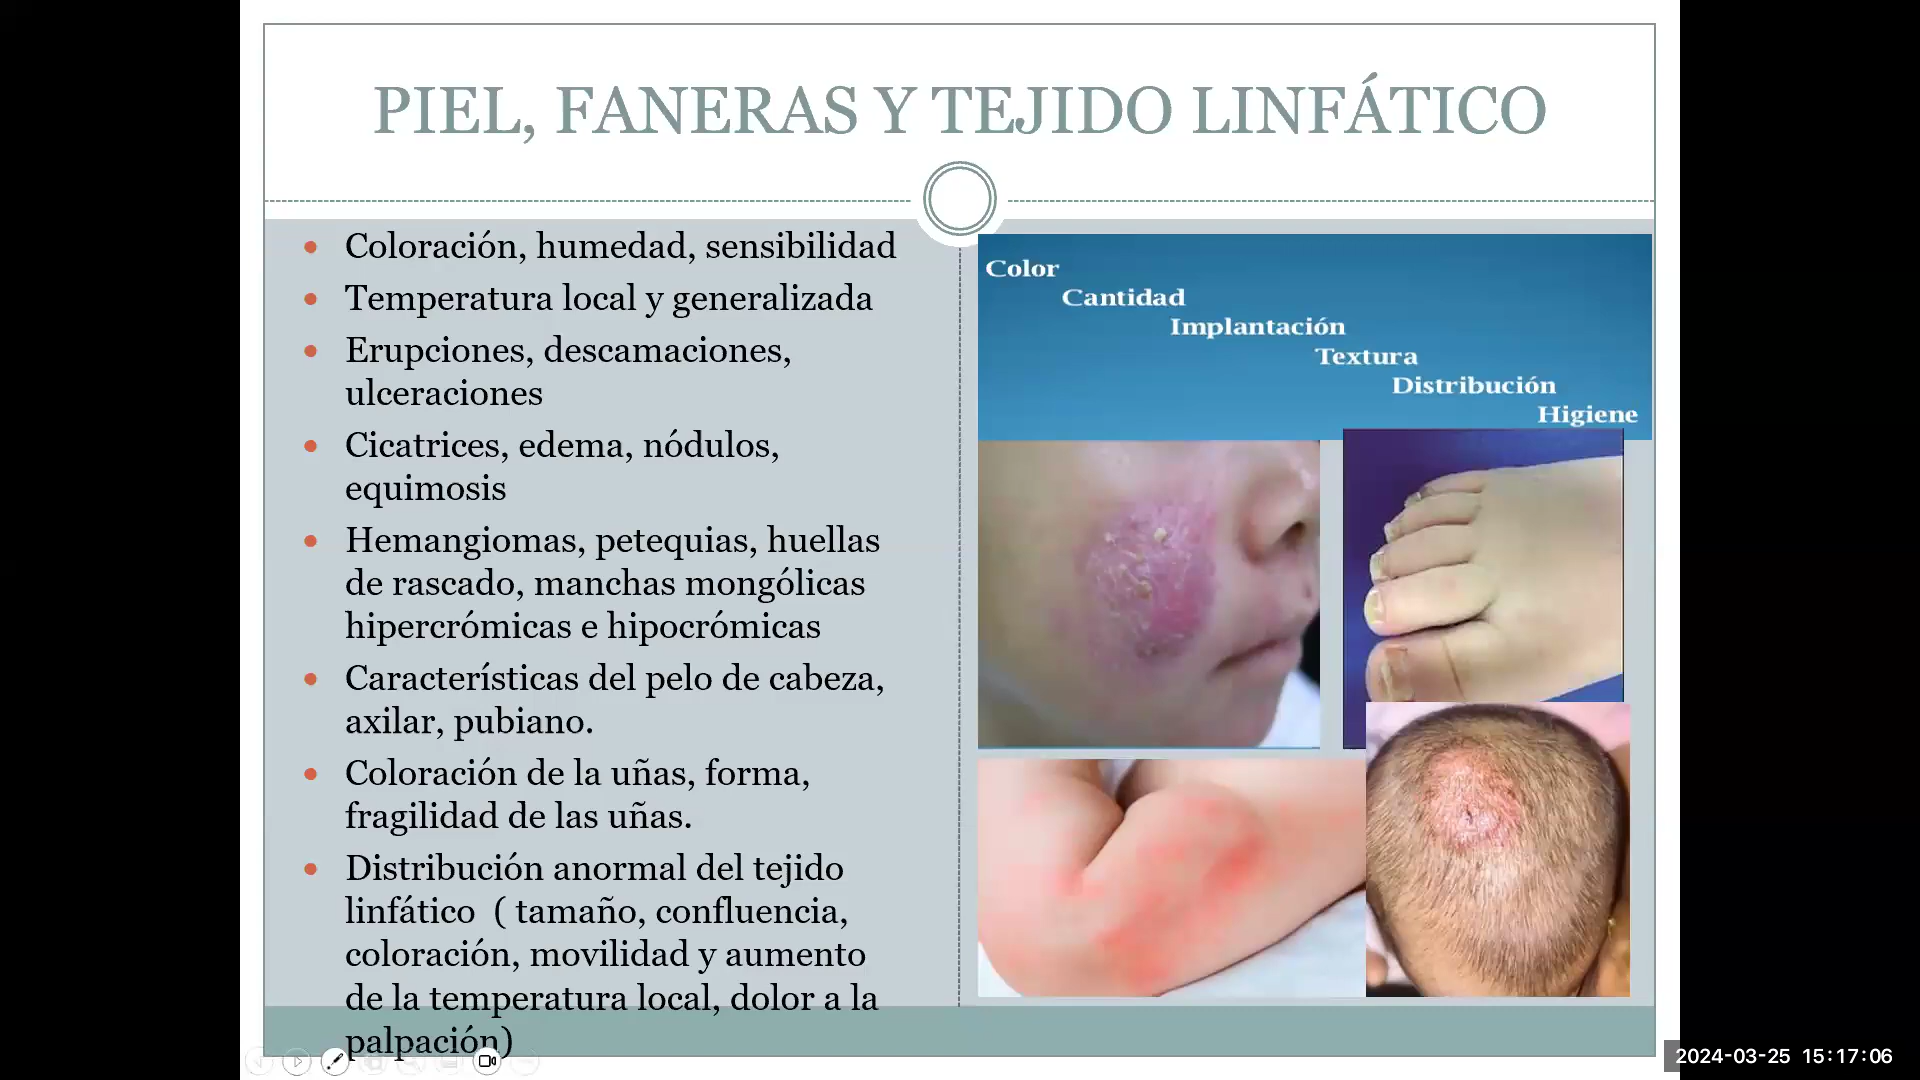 PIEL, FANERAS Y TEJIDO LINFÁTICO
Coloración, humedad, sensibilidad
Temperatura local y generalizada
Erupciones, descamaciones,
ulceraciones
Cicatrices, edema, nódulos,
equimosis
Hemangiomas, petequias, huellas
de rascado, manchas mongólicas
hipercrómicas e hipocrómicas
Características del pelo de cabeza,
axilar, pubiano.
Coloración de la uñas, forma,
fragilidad de las uñas.
Distribución anormal del tejido
linfático ( tamaño, confluencia,
coloración, movilidad y aumento
de la temperatura local, dolor a la
palpación)
Color
Cantidad
Implantación
Textura
Distribución
Higiene
2024-03-25 15:17:06